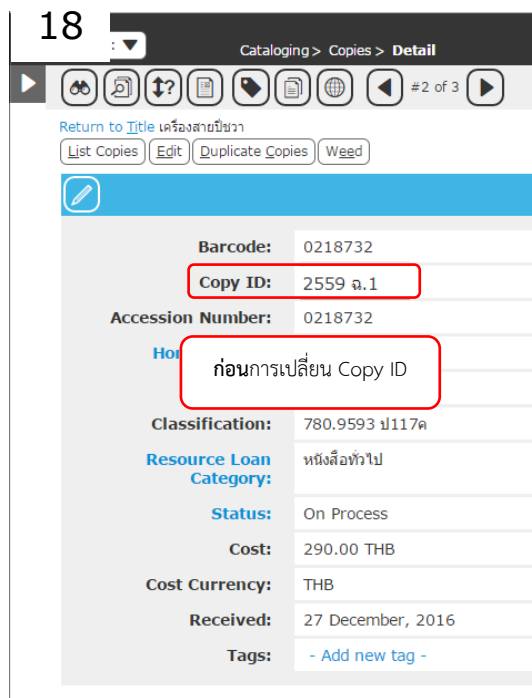 18
: ▼
Cataloging > Copies > Detail
#2 of 3
Return to Title เครื่องสายปี่ชวา
List Copies Edit Duplicate Copies Weed
Barcode: 0218732
Copy ID: 2559 ฉ.1
Accession Number: 0218732
ก่อนการเปลี่ยน Copy ID
Classification: 780.9593 ป117ค
Resource Loan Category: หนังสือทั่วไป
Status: On Process
Cost: 290.00 THB
Cost Currency: THB
Received: 27 December, 2016
Tags: - Add new tag -